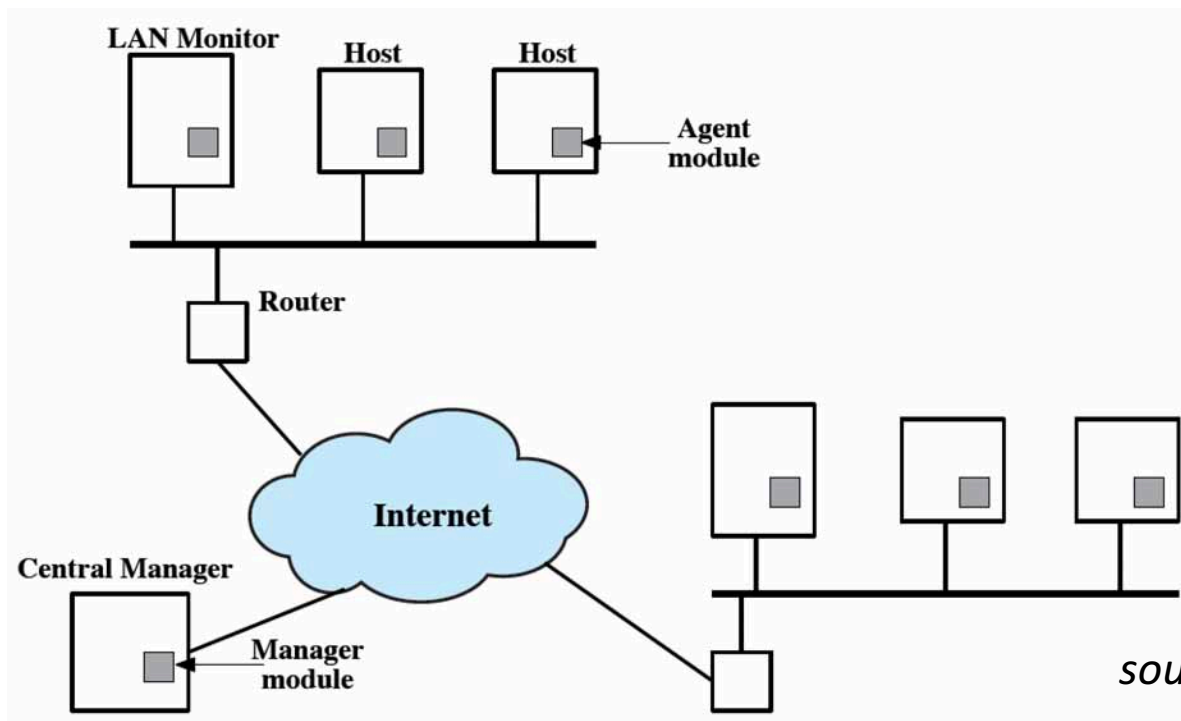 LAN Monitor
Host
Host
Agent
module
Router
Internet
Central Manager
Manager
module
sou